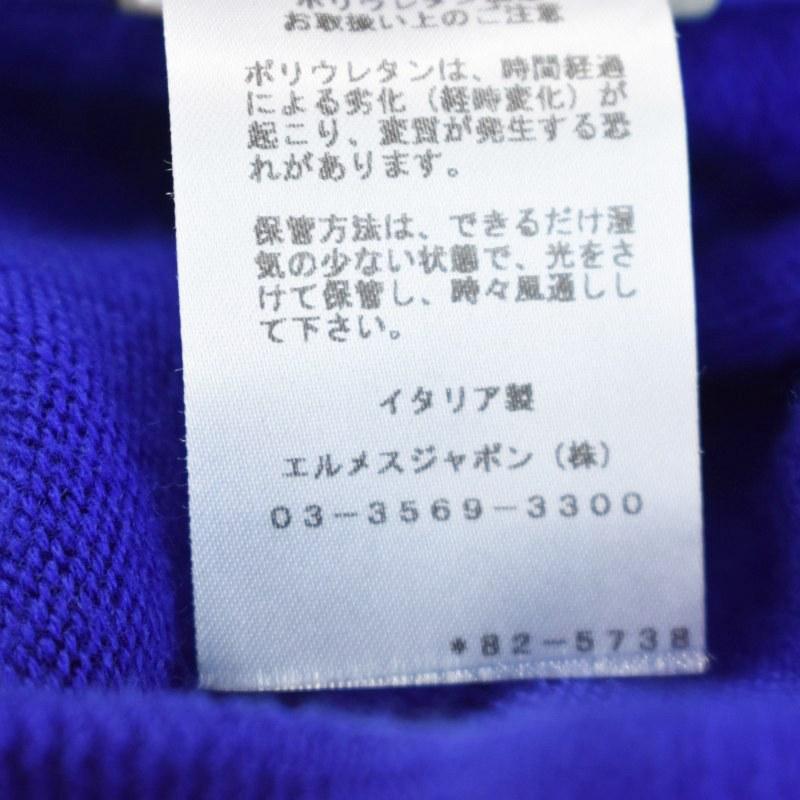 お取扱い上のご注意
ポリウレタンは、時間経過
による劣化（経時変化）が
起こり、変質が発生する恐
れがあります。
保管方法は、できるだけ湿
気の少ない状態で、光をさ
けて保管し、時々風通しし
て下さい。
イタリア製
エルメスジャポン（株）
03－3569－3300
*82－5738